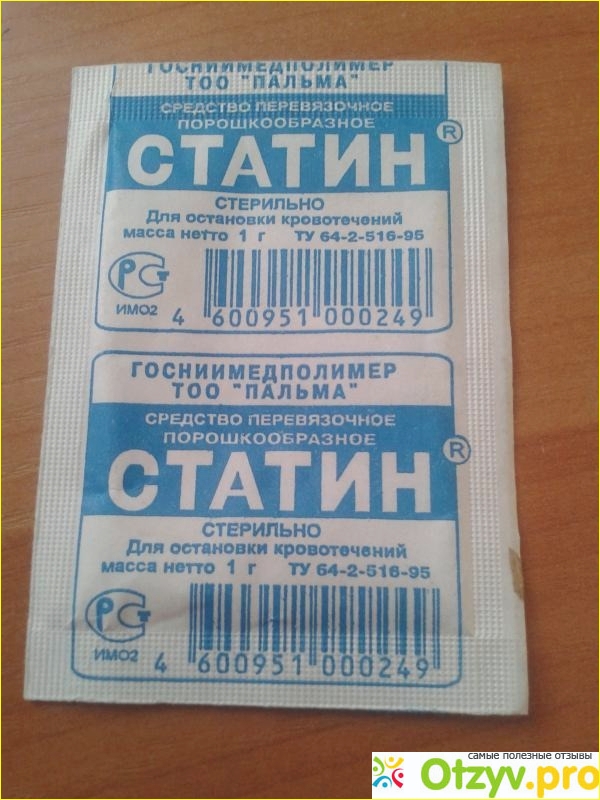 ГОСНИИМЕДПОЛИМЕР
ТОО "ПАЛЬМА"
СРЕДСТВО ПЕРЕВЯЗОЧНОЕ
ПОРОШКООБРАЗНОЕ
СТАТИН®
СТЕРИЛЬНО
Для остановки кровотечений
масса нетто 1 г ТУ 64-2-516-95
РСТ
ИМО2
4 600951 000249
ГОСНИИМЕДПОЛИМЕР
ТОО "ПАЛЬМА"
СРЕДСТВО ПЕРЕВЯЗОЧНОЕ
ПОРОШКООБРАЗНОЕ
СТАТИН®
СТЕРИЛЬНО
Для остановки кровотечений
масса нетто 1 г ТУ 64-2-516-95
РСТ
ИМО2
4 600951 000249
самые полезные отзывы
Otzyv.pro